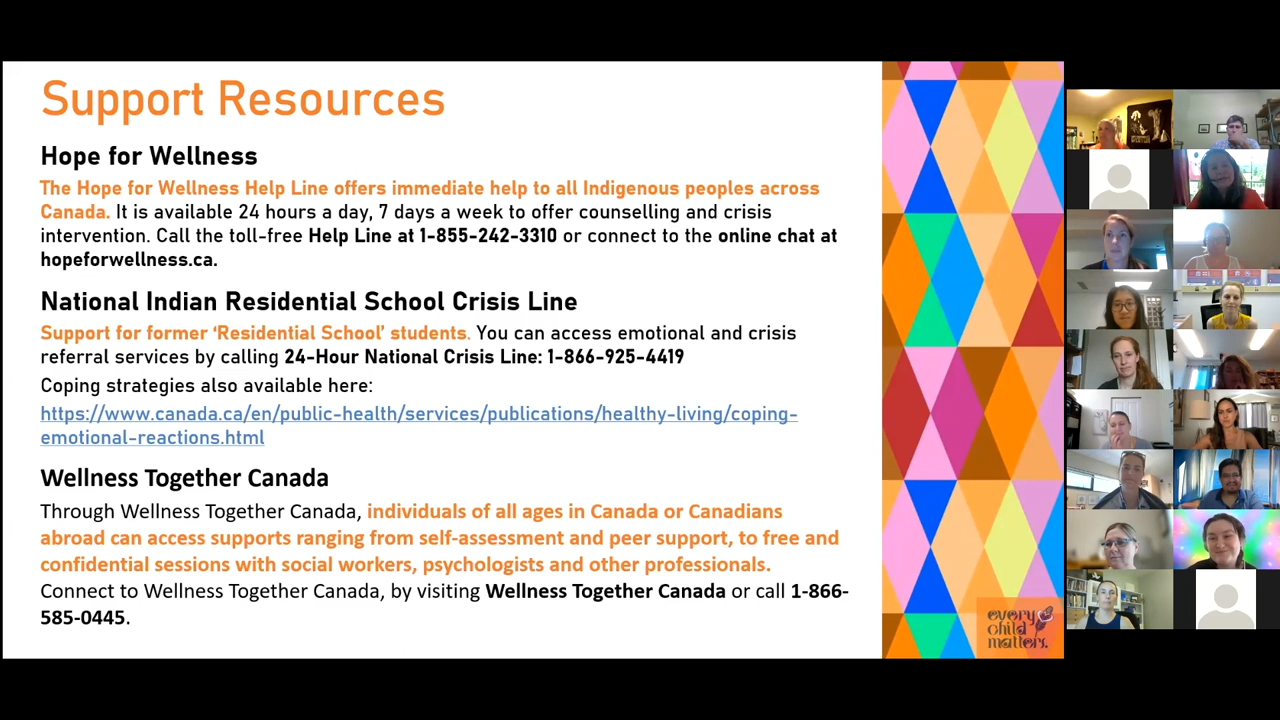 Support Resources
Hope for Wellness
The Hope for Wellness Help Line offers immediate help to all Indigenous peoples across
Canada. It is available 24 hours a day, 7 days a week to offer counselling and crisis
intervention. Call the toll-free Help Line at 1-855-242-3310 or connect to the online chat at
hopeforwellness.ca.
National Indian Residential School Crisis Line
Support for former ‘Residential School’ students. You can access emotional and crisis
referral services by calling 24-Hour National Crisis Line: 1-866-925-4419
Coping strategies also available here:
https://www.canada.ca/en/public-health/services/publications/healthy-living/coping-
emotional-reactions.html
Wellness Together Canada
Through Wellness Together Canada, individuals of all ages in Canada or Canadians
abroad can access supports ranging from self-assessment and peer support, to free and
confidential sessions with social workers, psychologists and other professionals.
Connect to Wellness Together Canada, by visiting Wellness Together Canada or call 1-866-
585-0445.
every
child
matters.